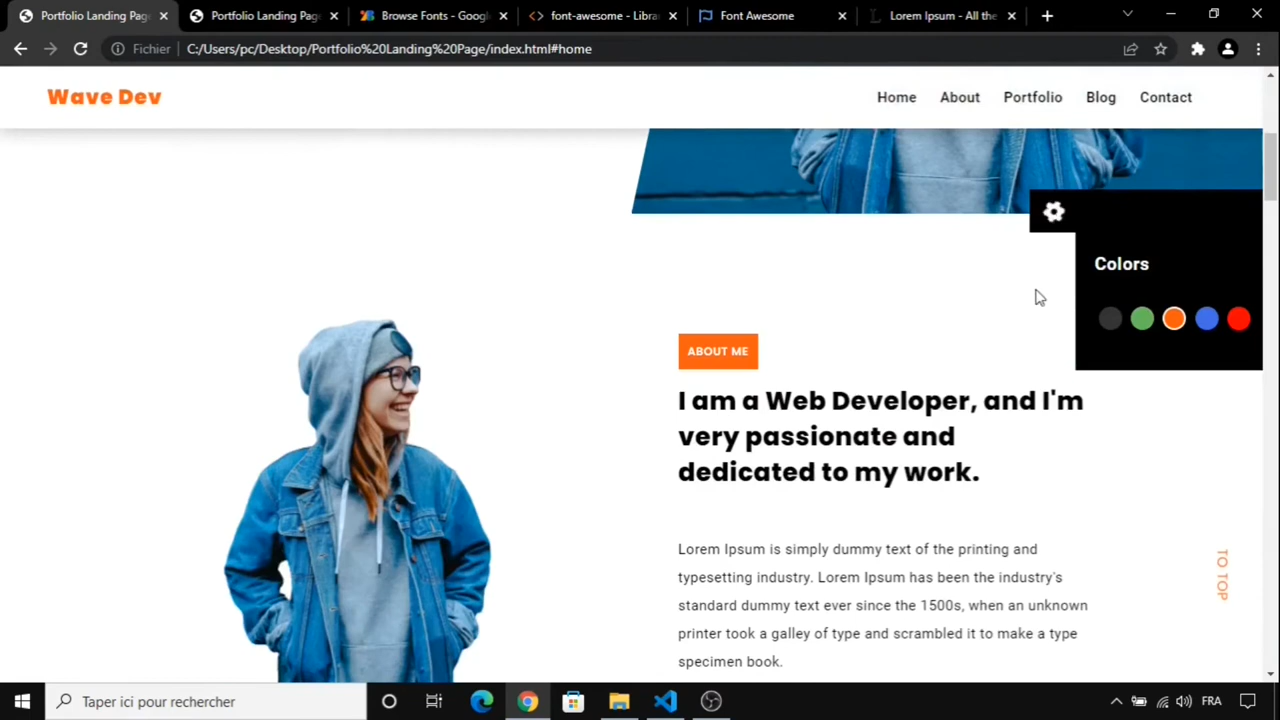 Portfolio Landing Page
Portfolio Landing Page
Browse Fonts - Googl
font-awesome - Librar
Font Awesome
Lorem Ipsum - All the
Fichier
C:/Users/pc/Desktop/Portfolio%20Landing%20Page/index.html#home
Wave Dev
Home
About
Portfolio
Blog
Contact
Colors
ABOUT ME
I am a Web Developer, and I'm
very passionate and
dedicated to my work.
Lorem Ipsum is simply dummy text of the printing and
typesetting industry. Lorem Ipsum has been the industry's
standard dummy text ever since the 1500s, when an unknown
printer took a galley of type and scrambled it to make a type
specimen book.
TO TOP
Taper ici pour rechercher
FRA